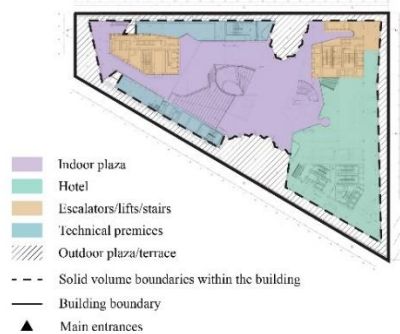 Indoor plaza
Hotel
Escalators/lifts/stairs
Technical premices
Outdoor plaza/terrace
Solid volume boundaries within the building
Building boundary
Main entrances